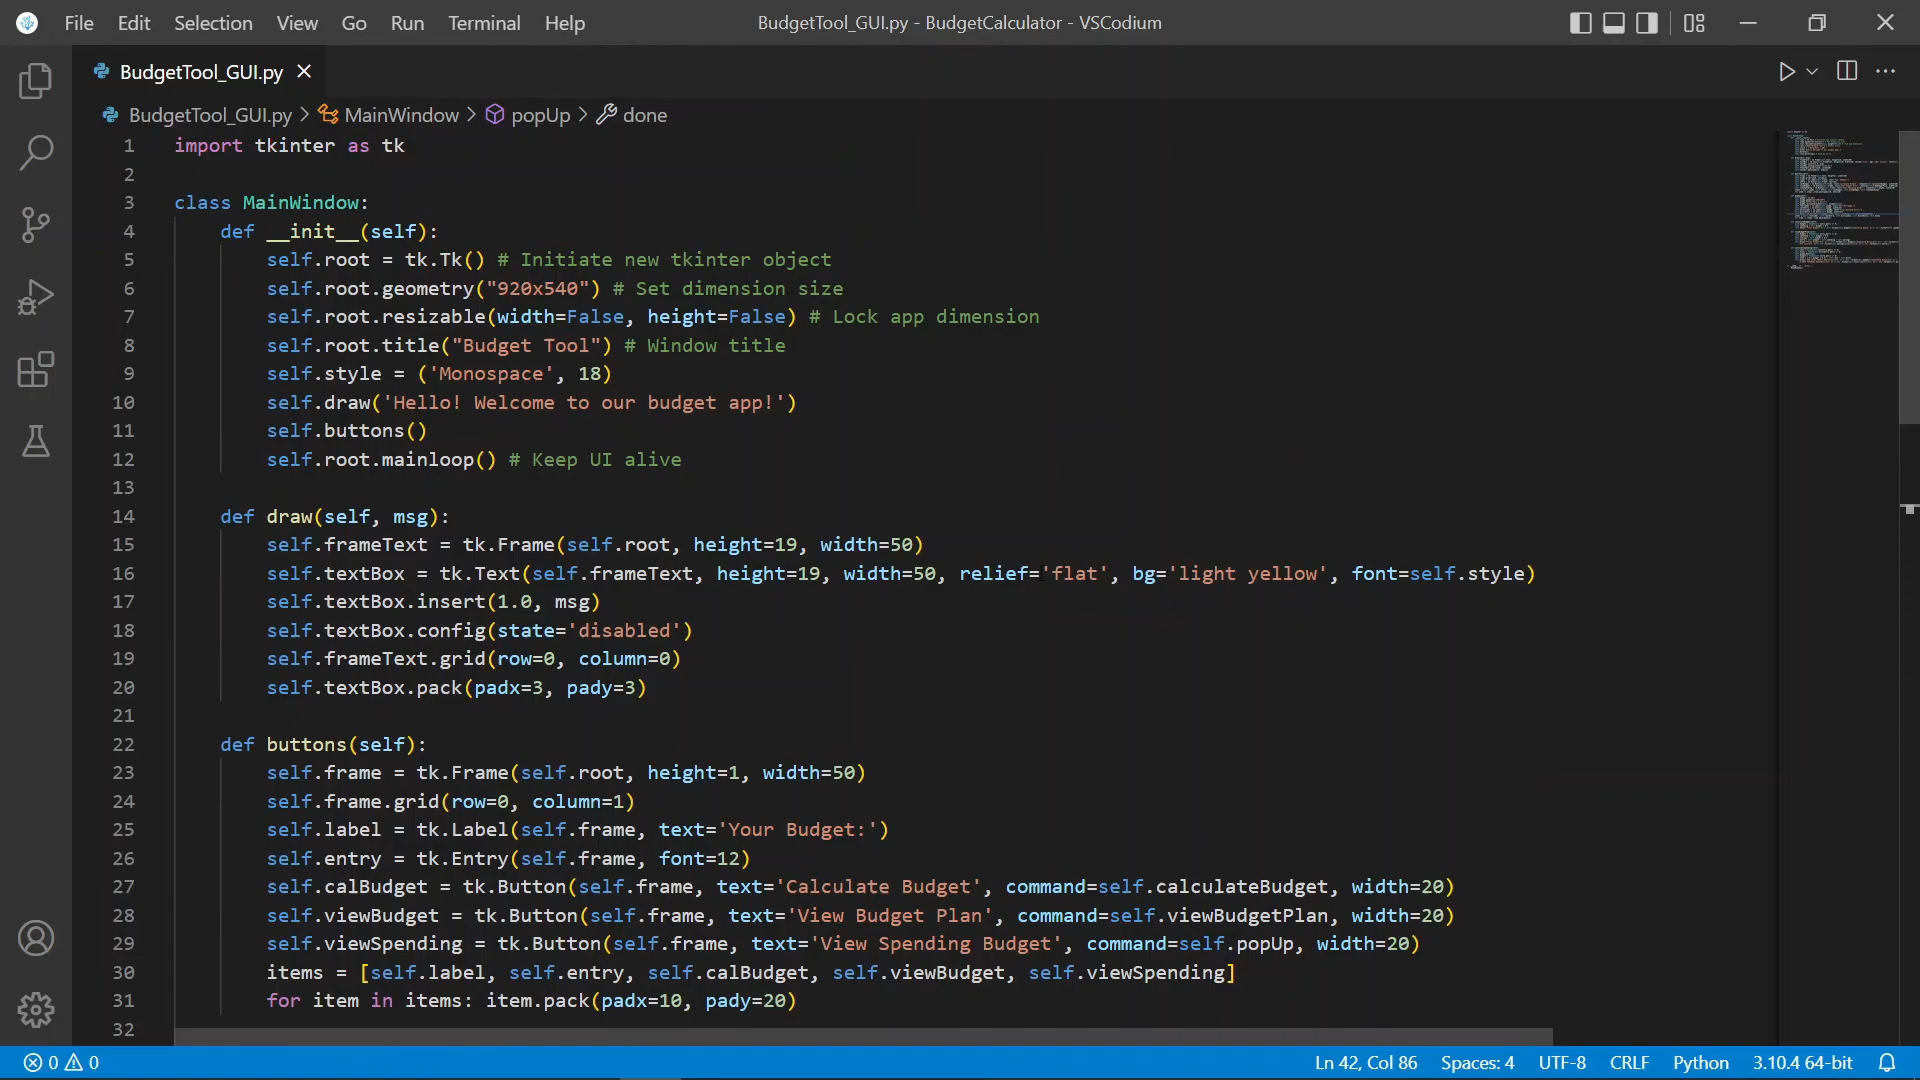 File Edit Selection View Go Run Terminal Help BudgetTool_GUI.py - BudgetCalculator - VSCodium
BudgetTool_GUI.py
BudgetTool_GUI.py > MainWindow > popUp > done
1 import tkinter as tk
2
3 class MainWindow:
4 def __init__(self):
5 self.root = tk.Tk() # Initiate new tkinter object
6 self.root.geometry("920x540") # Set dimension size
7 self.root.resizable(width=False, height=False) # Lock app dimension
8 self.root.title("Budget Tool") # Window title
9 self.style = ('Monospace', 18)
10 self.draw('Hello! Welcome to our budget app!')
11 self.buttons()
12 self.root.mainloop() # Keep UI alive
13
14 def draw(self, msg):
15 self.frameText = tk.Frame(self.root, height=19, width=50)
16 self.textBox = tk.Text(self.frameText, height=19, width=50, relief='flat', bg='light yellow', font=self.style)
17 self.textBox.insert(1.0, msg)
18 self.textBox.config(state='disabled')
19 self.frameText.grid(row=0, column=0)
20 self.textBox.pack(padx=3, pady=3)
21
22 def buttons(self):
23 self.frame = tk.Frame(self.root, height=1, width=50)
24 self.frame.grid(row=0, column=1)
25 self.label = tk.Label(self.frame, text='Your Budget:')
26 self.entry = tk.Entry(self.frame, font=12)
27 self.calBudget = tk.Button(self.frame, text='Calculate Budget', command=self.calculateBudget, width=20)
28 self.viewBudget = tk.Button(self.frame, text='View Budget Plan', command=self.viewBudgetPlan, width=20)
29 self.viewSpending = tk.Button(self.frame, text='View Spending Budget', command=self.popUp, width=20)
30 items = [self.label, self.entry, self.calBudget, self.viewBudget, self.viewSpending]
31 for item in items: item.pack(padx=10, pady=20)
32
0 0 Ln 42, Col 86 Spaces: 4 UTF-8 CRLF Python 3.10.4 64-bit